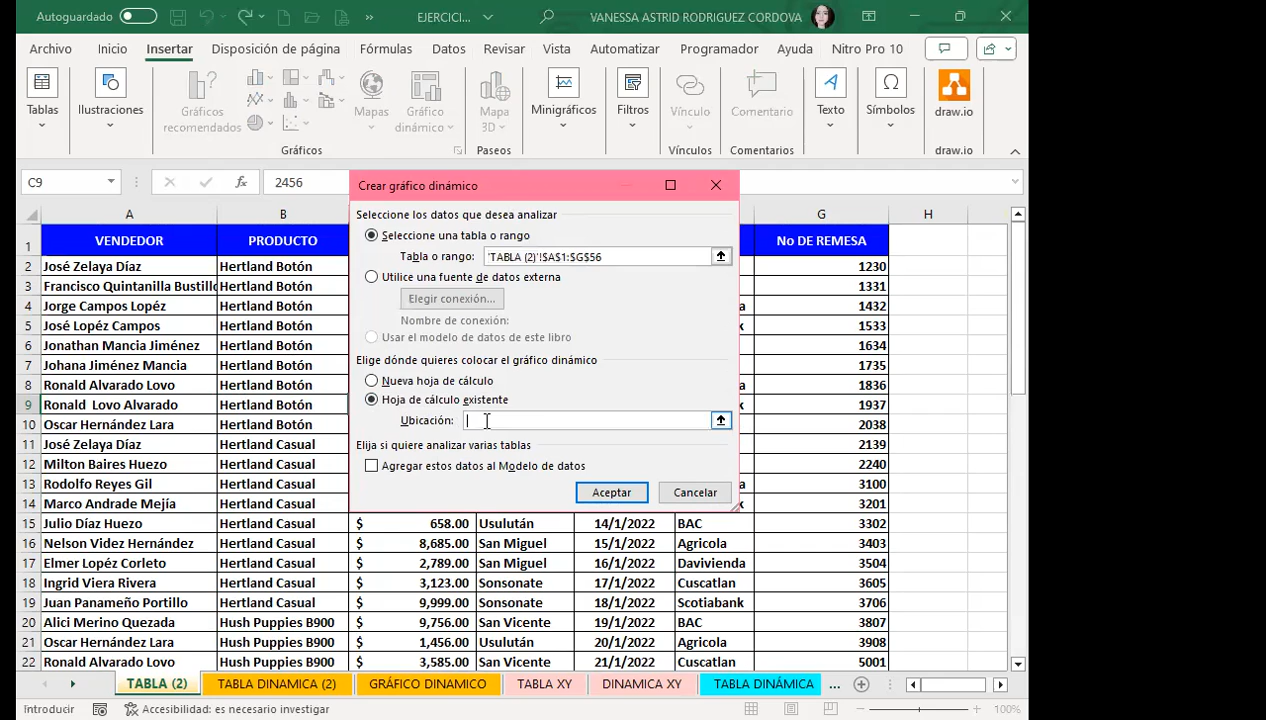 Autoguardado
» EJERCICI...
VANESSA ASTRID RODRIGUEZ CORDOVA
Archivo Inicio Insertar Disposición de página Fórmulas Datos Revisar Vista Automatizar Programador Ayuda Nitro Pro 10
Tablas
Ilustraciones
Gráficos recomendados
Mapas
Gráfico dinámico
Mapa 3D
Minigráficos
Filtros
Vínculo
Comentario
Texto
Símbolos
draw.io
Gráficos Paseos Vínculos Comentarios draw.io
C9 fx 2456
Crear gráfico dinámico
Seleccione los datos que desea analizar
Seleccione una tabla o rango
Tabla o rango: 'TABLA (2)'!$A$1:$G$56
Utilice una fuente de datos externa
Elegir conexión...
Nombre de conexión:
Usar el modelo de datos de este libro
Elige dónde quieres colocar el gráfico dinámico
Nueva hoja de cálculo
Hoja de cálculo existente
Ubicación:
Elija si quiere analizar varias tablas
Agregar estos datos al Modelo de datos
Aceptar Cancelar
A B G H
1 VENDEDOR PRODUCTO No DE REMESA
2 José Zelaya Díaz Hertland Botón 1230
3 Francisco Quintanilla Bustillo Hertland Botón 1331
4 Jorge Campos Lopéz Hertland Botón 1432
5 José Lopéz Campos Hertland Botón 1533
6 Jonathan Mancia Jiménez Hertland Botón 1634
7 Johana Jiménez Mancia Hertland Botón 1735
8 Ronald Alvarado Lovo Hertland Botón 1836
9 Ronald Lovo Alvarado Hertland Botón 1937
10 Oscar Hernández Lara Hertland Botón 2038
11 José Zelaya Díaz Hertland Casual 2139
12 Milton Baires Huezo Hertland Casual 2240
13 Rodolfo Reyes Gil Hertland Casual 3100
14 Marco Andrade Mejía Hertland Casual 3201
15 Julio Díaz Huezo Hertland Casual $ 658.00 Usulután 14/1/2022 BAC 3302
16 Nelson Videz Hernández Hertland Casual $ 8,685.00 San Miguel 15/1/2022 Agricola 3403
17 Elmer Lopéz Corleto Hertland Casual $ 2,789.00 San Miguel 16/1/2022 Davivienda 3504
18 Ingrid Viera Rivera Hertland Casual $ 3,123.00 Sonsonate 17/1/2022 Cuscatlan 3605
19 Juan Panameño Portillo Hertland Casual $ 9,999.00 Sonsonate 18/1/2022 Scotiabank 3706
20 Alici Merino Quezada Hush Puppies B900 $ 9,756.00 San Vicente 19/1/2022 BAC 3807
21 Oscar Hernández Lara Hush Puppies B900 $ 1,456.00 Usulután 20/1/2022 Agricola 3908
22 Ronald Alvarado Lovo Hush Puppies B900 $ 3,585.00 San Vicente 21/1/2022 Cuscatlan 5001
TABLA (2) TABLA DINAMICA (2) GRÁFICO DINAMICO TABLA XY DINAMICA XY TABLA DINÁMICA ...
Introducir Accesibilidad: es necesario investigar 100%